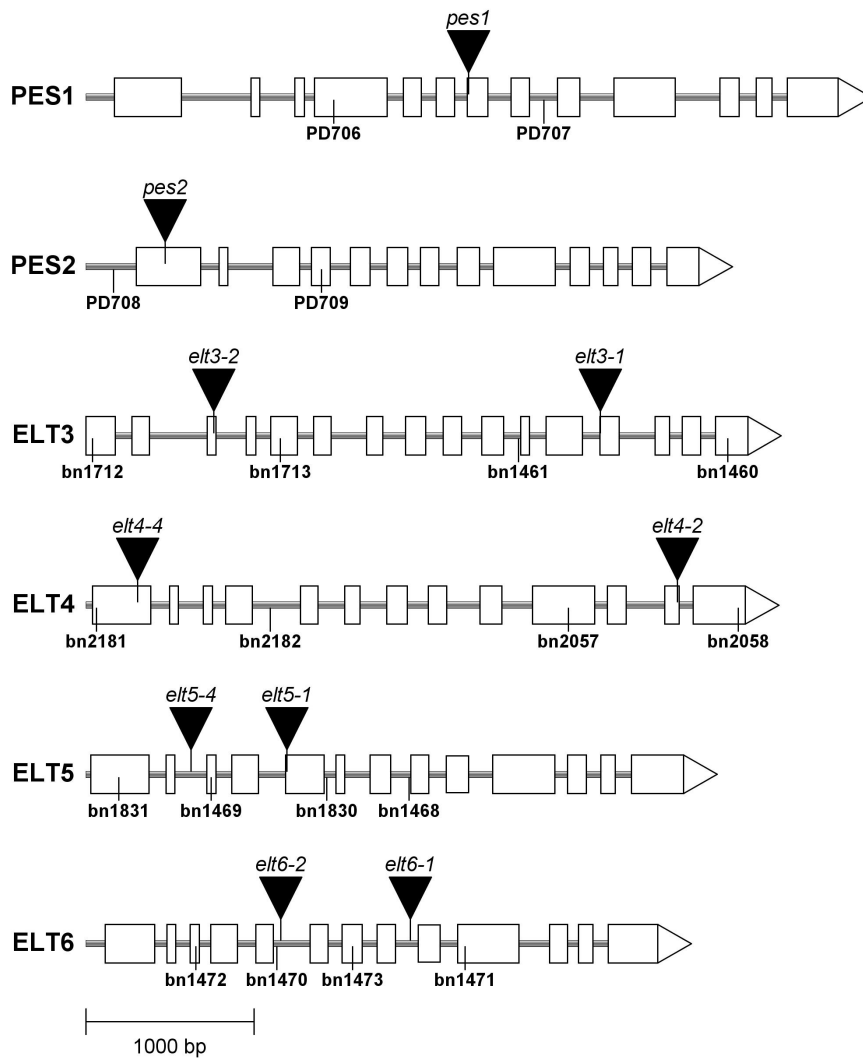 pes1
PES1
PD706 PD707
pes2
PES2
PD708 PD709
elt3-2 elt3-1
ELT3
bn1712 bn1713 bn1461 bn1460
elt4-4 elt4-2
ELT4
bn2181 bn2182 bn2057 bn2058
elt5-4 elt5-1
ELT5
bn1831 bn1469 bn1830 bn1468
elt6-2 elt6-1
ELT6
bn1472 bn1470 bn1473 bn1471
1000 bp